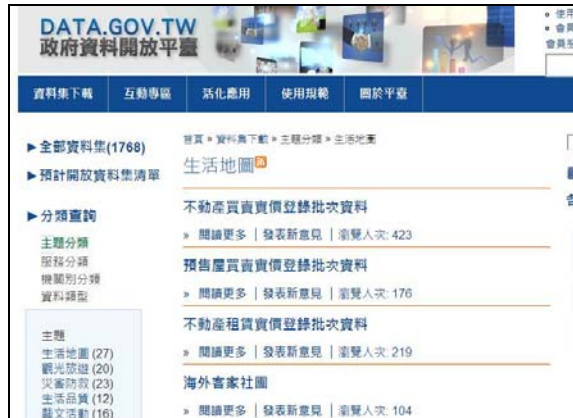 DATA.GOV.TW
政府資料開放平臺
資料集下載 互動專區 活化應用 使用規範 關於平臺
►全部資料集(1768)
►預計開放資料集清單
►分類查詢
主題分類
服務分類
機關別分類
資料類型
主題
生活地圖 (27)
觀光旅遊 (20)
災害防救 (23)
生活品質 (12)
藝文活動 (16)
首頁 » 資料集下載 » 主題分類 » 生活地圖
生活地圖
不動產買賣實價登錄批次資料
» 閱讀更多 | 發表新意見 | 瀏覽人次: 423
預售屋買賣實價登錄批次資料
» 閱讀更多 | 發表新意見 | 瀏覽人次: 176
不動產租賃實價登錄批次資料
» 閱讀更多 | 發表新意見 | 瀏覽人次: 219
海外客家社團
» 閱讀更多 | 發表新意見 | 瀏覽人次: 104